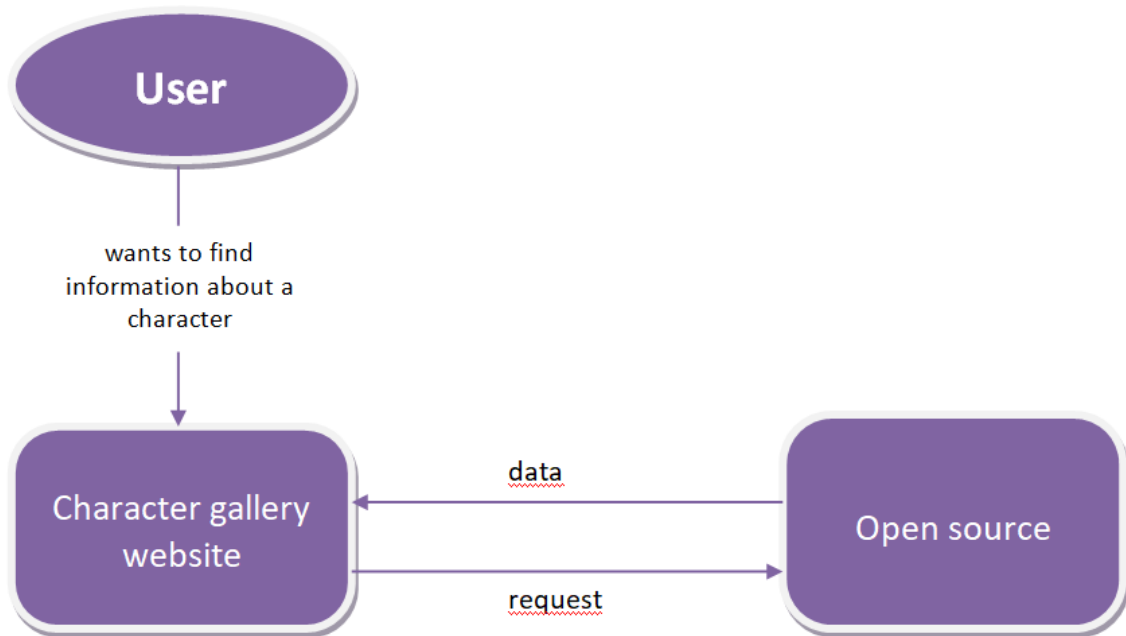 User
wants to find
information about a
character
Character gallery
website
data
request
Open source